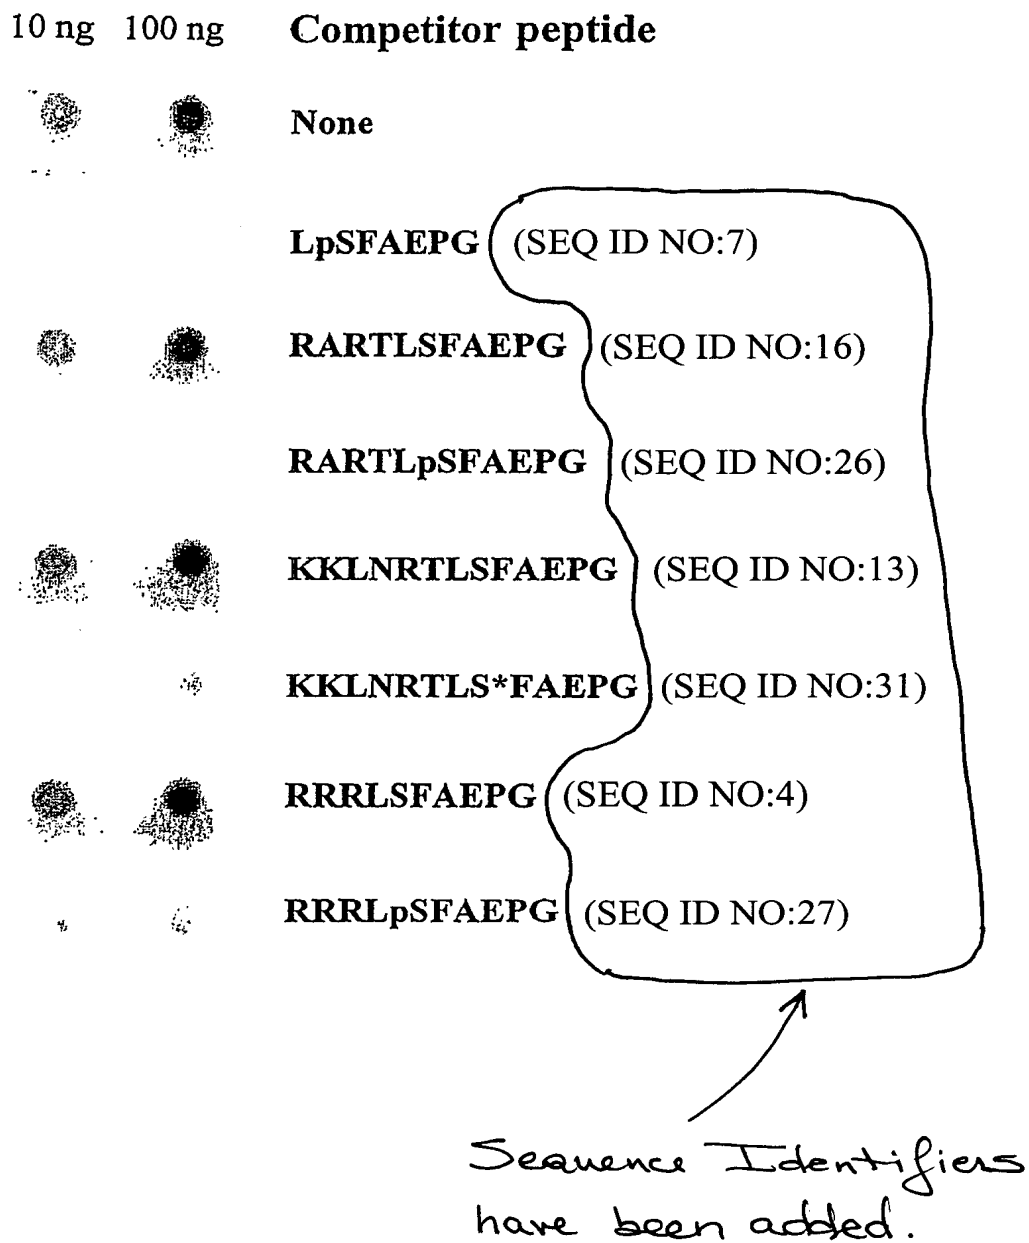 10 ng 100 ng Competitor peptide
None
LpSFAEPG (SEQ ID NO:7)
RARTLSFAEPG (SEQ ID NO:16)
RARTLpSFAEPG (SEQ ID NO:26)
KKLNRTLSFAEPG (SEQ ID NO:13)
KKLNRTLS*FAEPG (SEQ ID NO:31)
RRRLSFAEPG (SEQ ID NO:4)
RRRLpSFAEPG (SEQ ID NO:27)
Sequence Identifiers
have been added.